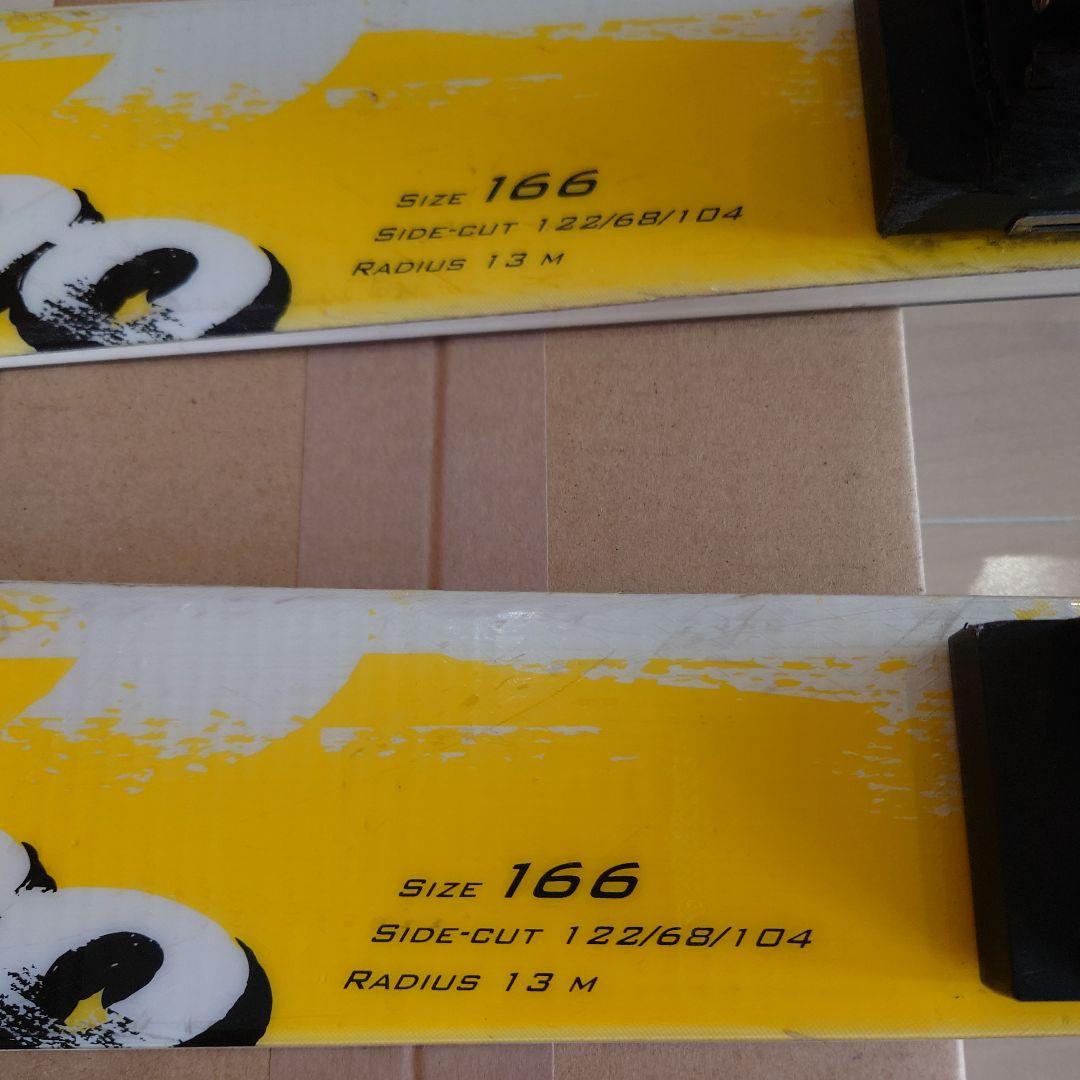 SIZE 166
SIDE-CUT 122/68/104
RADIUS 13 M
SIZE 166
SIDE-CUT 122/68/104
RADIUS 13 M